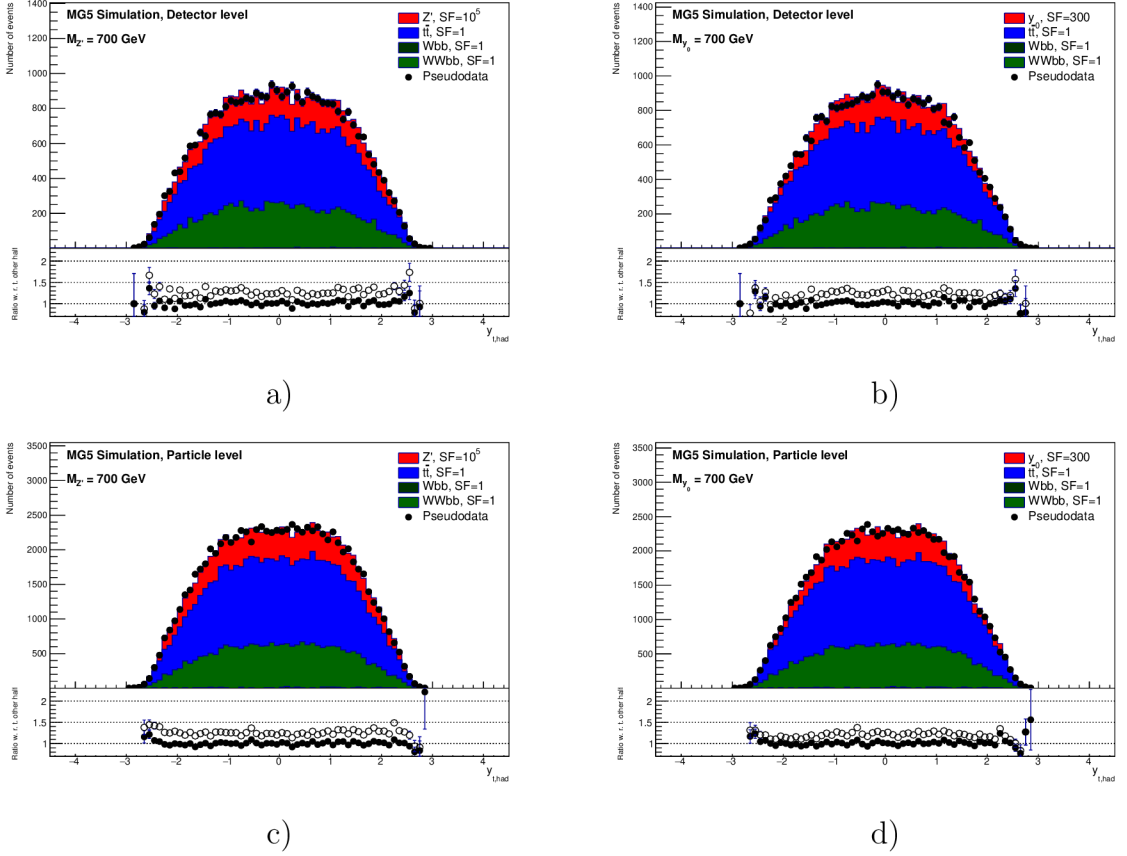 MG5 Simulation, Detector level
M_Z' = 700 GeV
Z', SF=10^5
tt̄, SF=1
Wbb, SF=1
WWbb, SF=1
Pseudodata
Number of events
1400
1200
1000
800
600
400
200
Ratio w. r. t. other half
2
1.5
1
−4 −3 −2 −1 0 1 2 3 4
y_t,had
a)
MG5 Simulation, Detector level
M_y_0 = 700 GeV
y_0, SF=300
tt̄, SF=1
Wbb, SF=1
WWbb, SF=1
Pseudodata
Number of events
1400
1200
1000
800
600
400
200
Ratio w. r. t. other half
2
1.5
1
−4 −3 −2 −1 0 1 2 3 4
y_t,had
b)
MG5 Simulation, Particle level
M_Z' = 700 GeV
Z', SF=10^5
tt̄, SF=1
Wbb, SF=1
WWbb, SF=1
Pseudodata
Number of events
3500
3000
2500
2000
1500
1000
500
Ratio w. r. t. other half
2
1.5
1
−4 −3 −2 −1 0 1 2 3 4
y_t,had
c)
MG5 Simulation, Particle level
M_y_0 = 700 GeV
y_0, SF=300
tt̄, SF=1
Wbb, SF=1
WWbb, SF=1
Pseudodata
Number of events
3500
3000
2500
2000
1500
1000
500
Ratio w. r. t. other half
2
1.5
1
−4 −3 −2 −1 0 1 2 3 4
y_t,had
d)